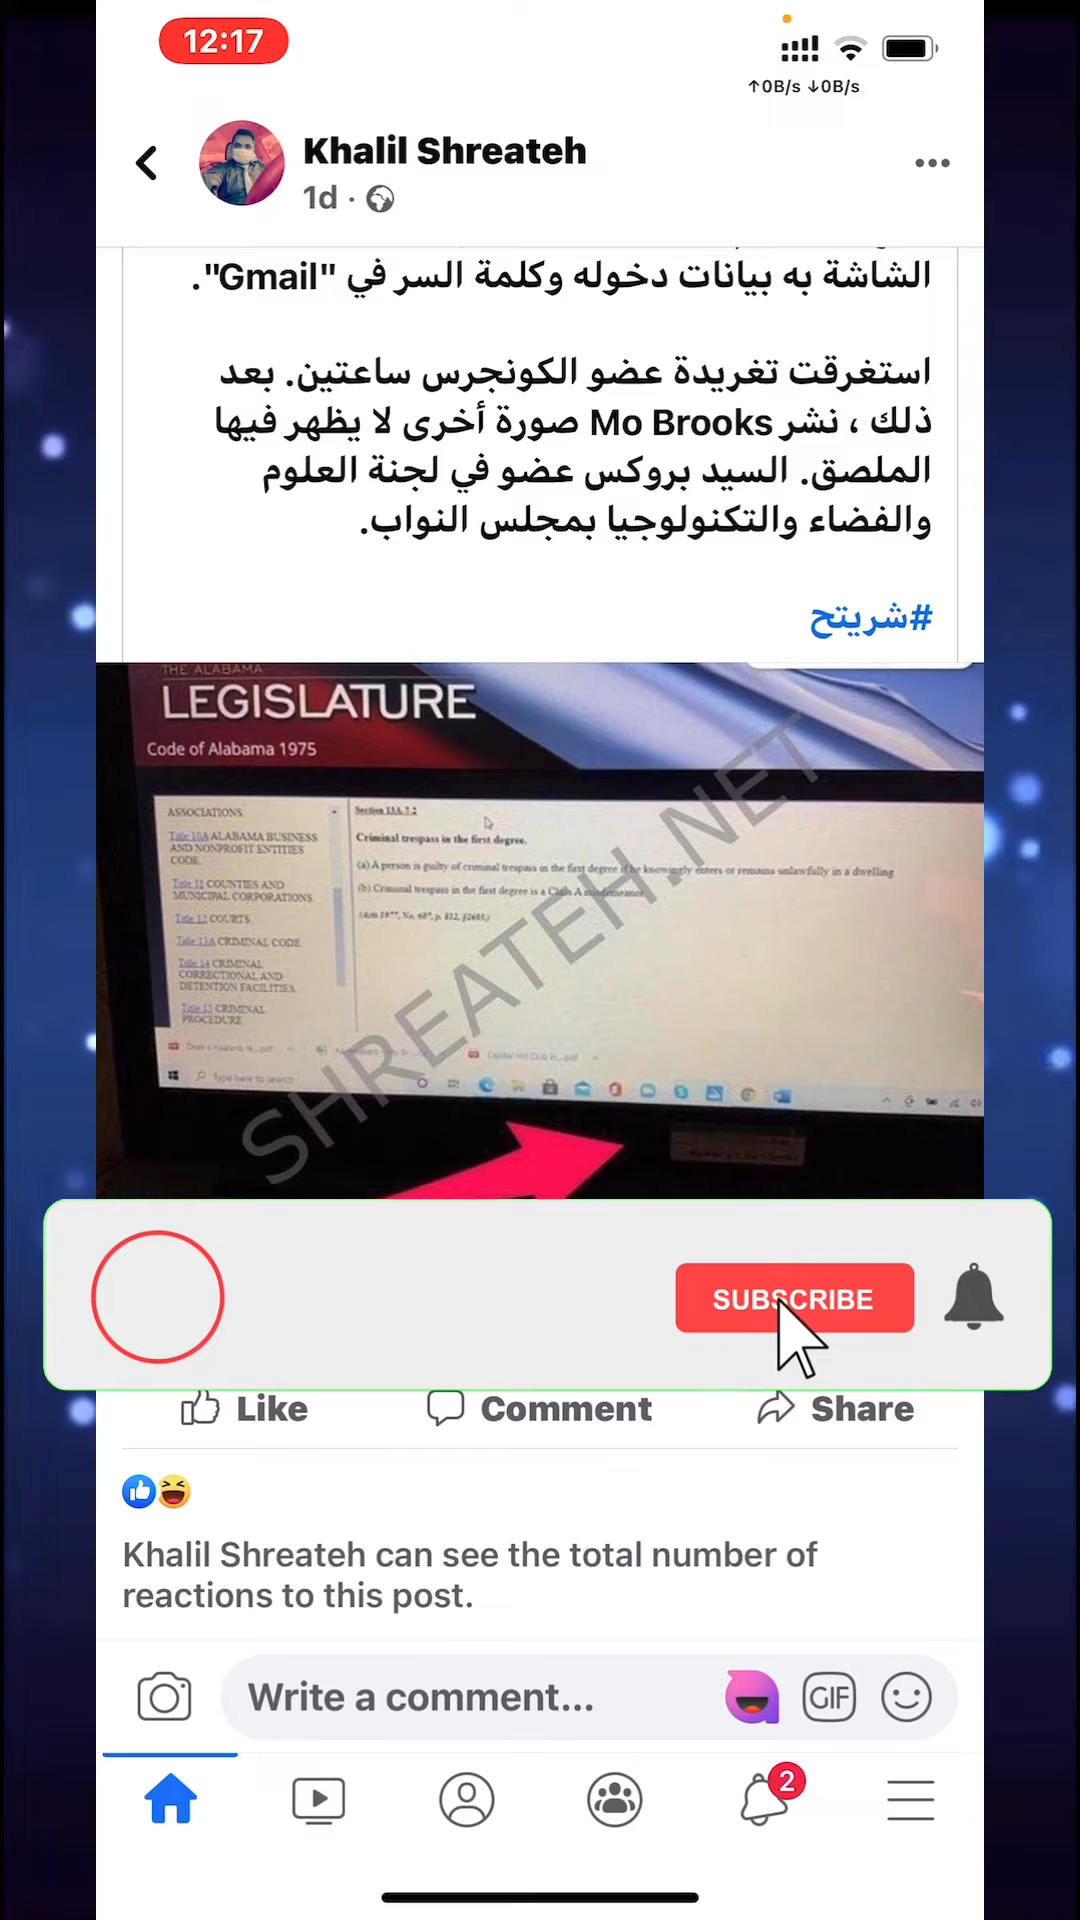 12:17
↑0B/s ↓0B/s
Khalil Shreateh
1d ·
الشاشة به بيانات دخوله وكلمة السر في "Gmail".
استغرقت تغريدة عضو الكونجرس ساعتين. بعد
ذلك ، نشر Mo Brooks صورة أخرى لا يظهر فيها
الملصق. السيد بروكس عضو في لجنة العلوم
والفضاء والتكنولوجيا بمجلس النواب.
#شريتح
THE ALABAMA
LEGISLATURE
Code of Alabama 1975
ASSOCIATIONS
Title 10A ALABAMA BUSINESS
AND NONPROFIT ENTITIES
CODE.
Title 11 COUNTIES AND
MUNICIPAL CORPORATIONS.
Title 12 COURTS.
Title 13A CRIMINAL CODE
Title 14 CRIMINAL
CORRECTIONAL AND
DETENTION FACILITIES.
Title 15 CRIMINAL
PROCEDURE
Section 13A-7-2
Criminal trespass in the first degree.
(a) A person is guilty of criminal trespass in the first degree if he knowingly enters or remains unlawfully in a dwelling
(b) Criminal trespass in the first degree is a Class A misdemeanor.
Type here to search
SHREATEH.NET
SUBSCRIBE
Like
Comment
Share
Khalil Shreateh can see the total number of
reactions to this post.
Write a comment...
GIF
2